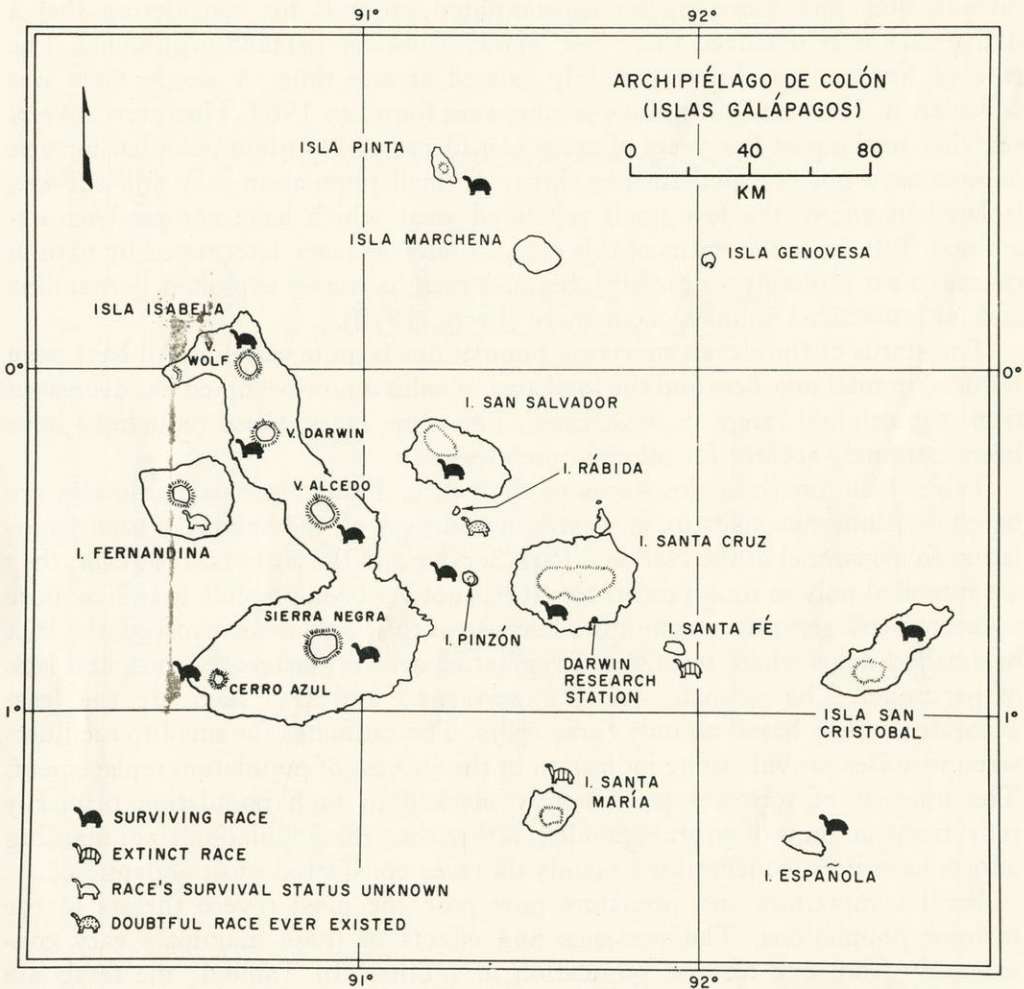 91°
92°
ARCHIPIÉLAGO DE COLÓN
(ISLAS GALÁPAGOS)
0 40 80
KM
ISLA PINTA
ISLA MARCHENA
ISLA GENOVESA
ISLA ISABELA
V.
WOLF
0°
0°
I. SAN SALVADOR
V. DARWIN
I. RÁBIDA
V. ALCEDO
I. FERNANDINA
I. SANTA CRUZ
SIERRA NEGRA
I. PINZÓN
I. SANTA FÉ
DARWIN
RESEARCH
STATION
CERRO AZUL
1°
1°
ISLA SAN
CRISTOBAL
I. SANTA
MARÍA
I. ESPAÑOLA
SURVIVING RACE
EXTINCT RACE
RACE'S SURVIVAL STATUS UNKNOWN
DOUBTFUL RACE EVER EXISTED
91°
92°